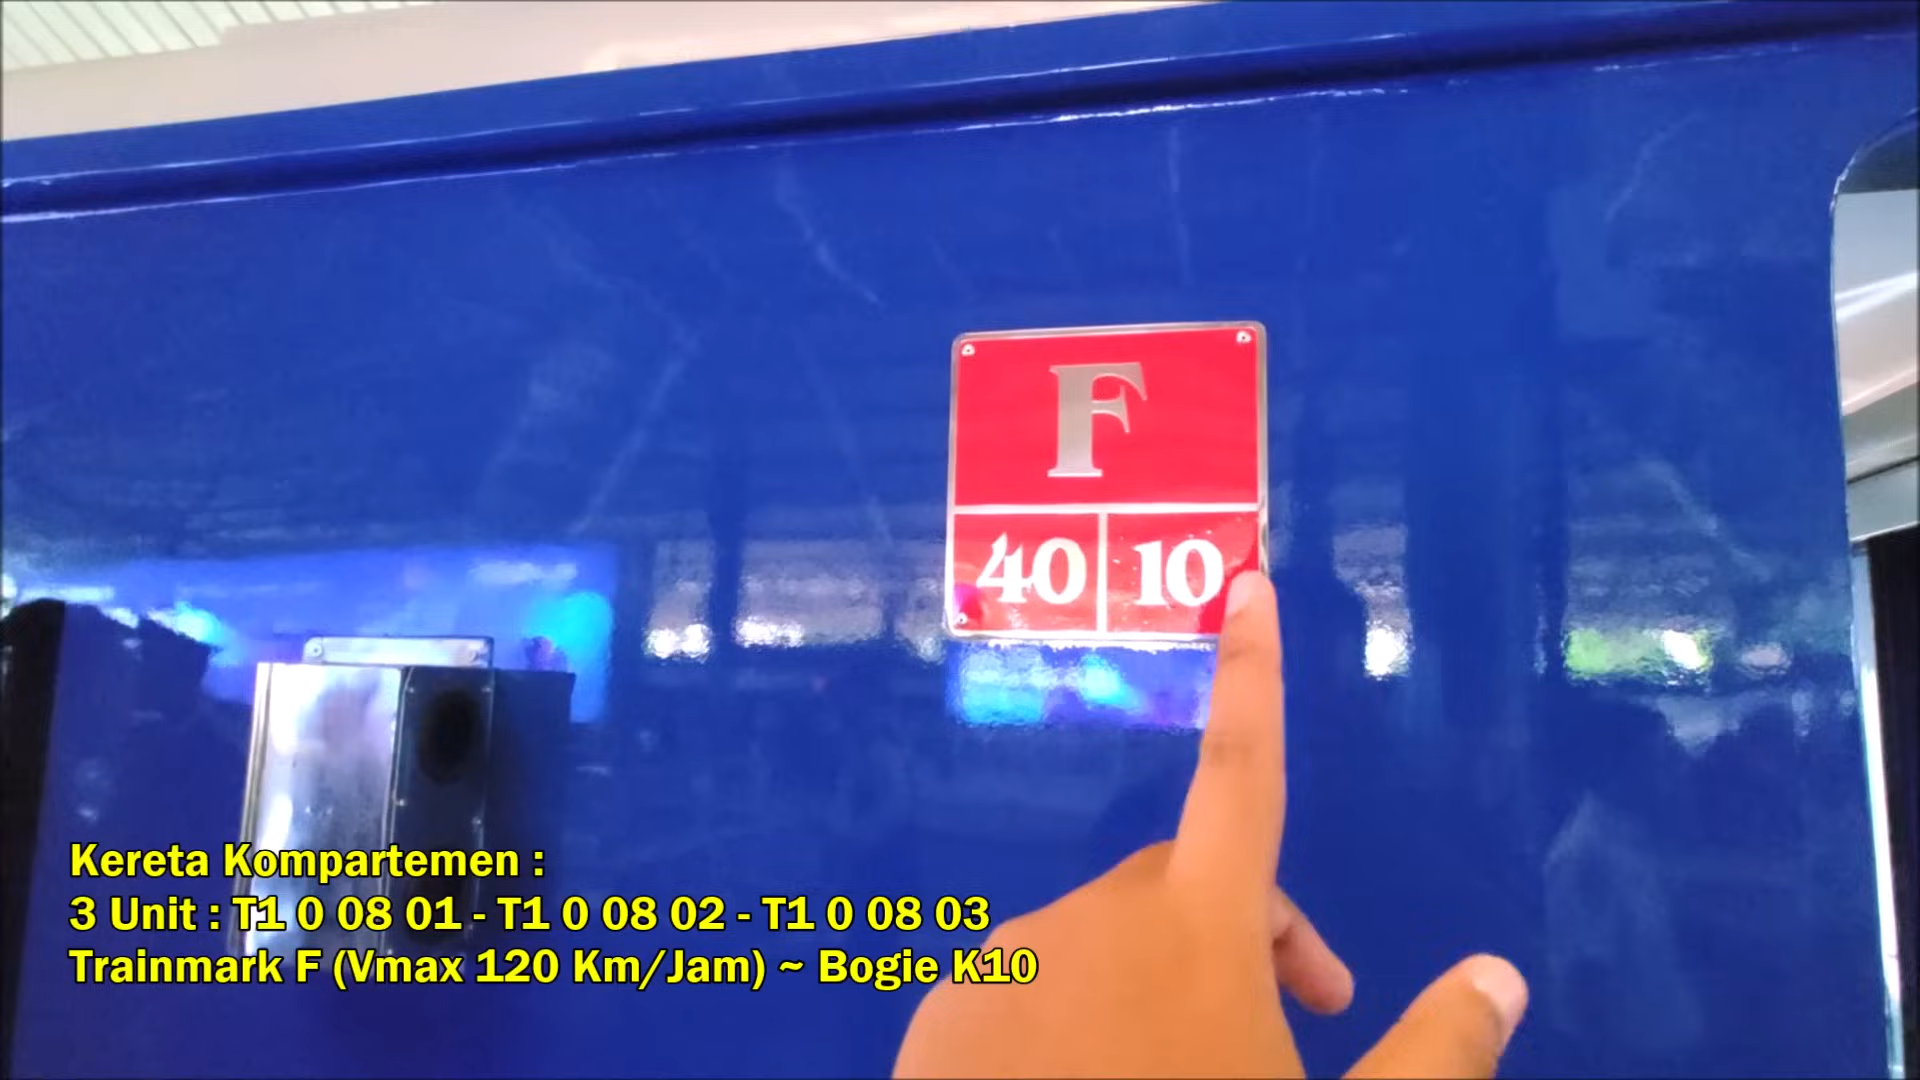 F
40 10
Kereta Kompartemen :
3 Unit : T1 0 08 01 - T1 0 08 02 - T1 0 08 03
Trainmark F (Vmax 120 Km/Jam) ~ Bogie K10